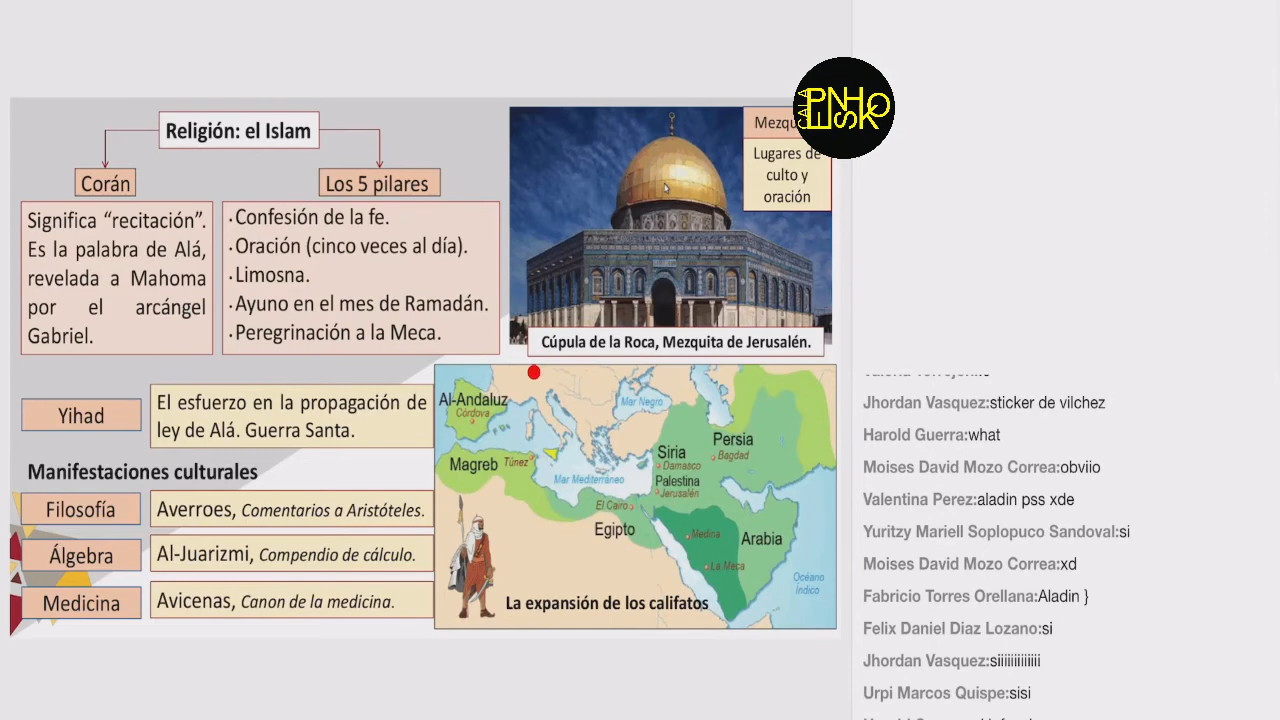 Religión: el Islam
Corán
Significa “recitación”.
Es la palabra de Alá,
revelada a Mahoma
por el arcángel
Gabriel.
Los 5 pilares
·Confesión de la fe.
·Oración (cinco veces al día).
·Limosna.
·Ayuno en el mes de Ramadán.
·Peregrinación a la Meca.
Lugares de
culto y
oración
Cúpula de la Roca, Mezquita de Jerusalén.
Yihad
El esfuerzo en la propagación de
ley de Alá. Guerra Santa.
Manifestaciones culturales
Filosofía
Averroes, Comentarios a Aristóteles.
Álgebra
Al-Juarizmi, Compendio de cálculo.
Medicina
Avicenas, Canon de la medicina.
Al-Andaluz
Córdova
Mar Negro
Magreb
Túnez
Mar Mediterráneo
Siria
Damasco
Persia
Bagdad
Palestina
Jerusalén
El Cairo
Egipto
Medina
Arabia
La Meca
Océano
Índico
La expansión de los califatos
Jhordan Vasquez:sticker de vilchez
Harold Guerra:what
Moises David Mozo Correa:obviio
Valentina Perez:aladin pss xde
Yuritzy Mariell Soplopuco Sandoval:si
Moises David Mozo Correa:xd
Fabricio Torres Orellana:Aladin }
Felix Daniel Diaz Lozano:si
Jhordan Vasquez:siiiiiiiiiiiii
Urpi Marcos Quispe:sisi